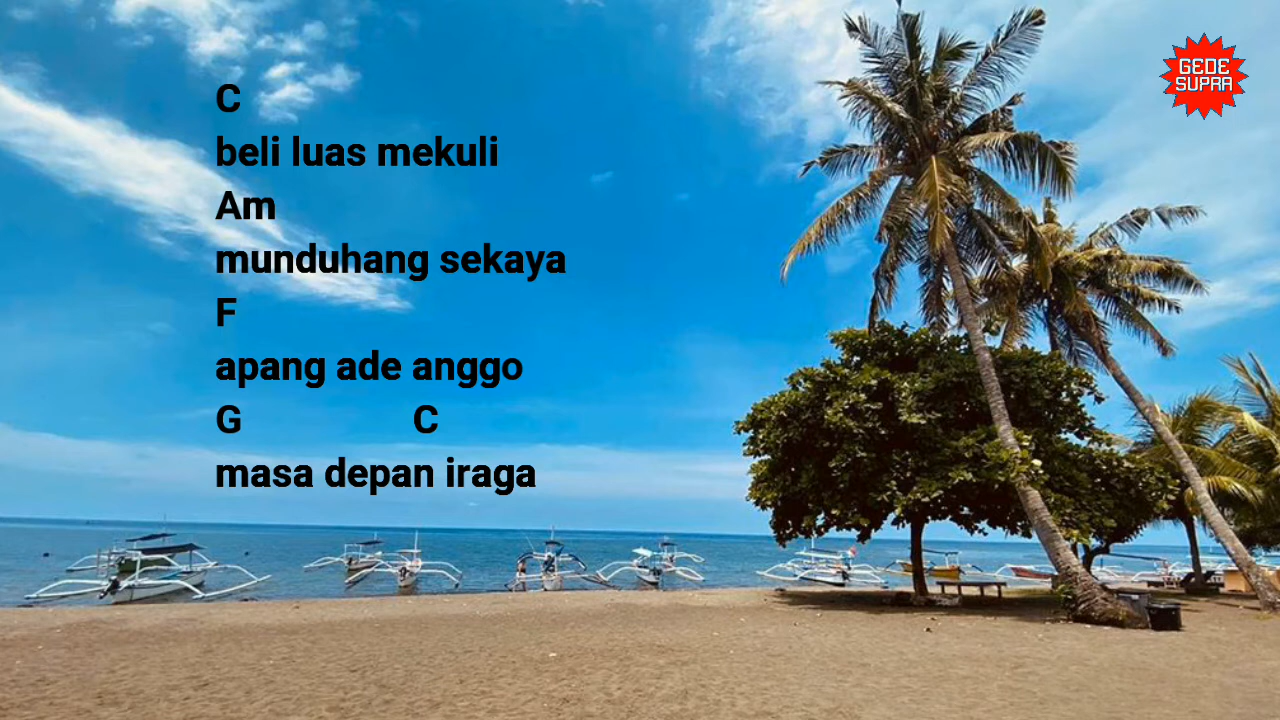 C
beli luas mekuli
Am
munduhang sekaya
F
apang ade anggo
G C
masa depan iraga
GEDE
SUPRA